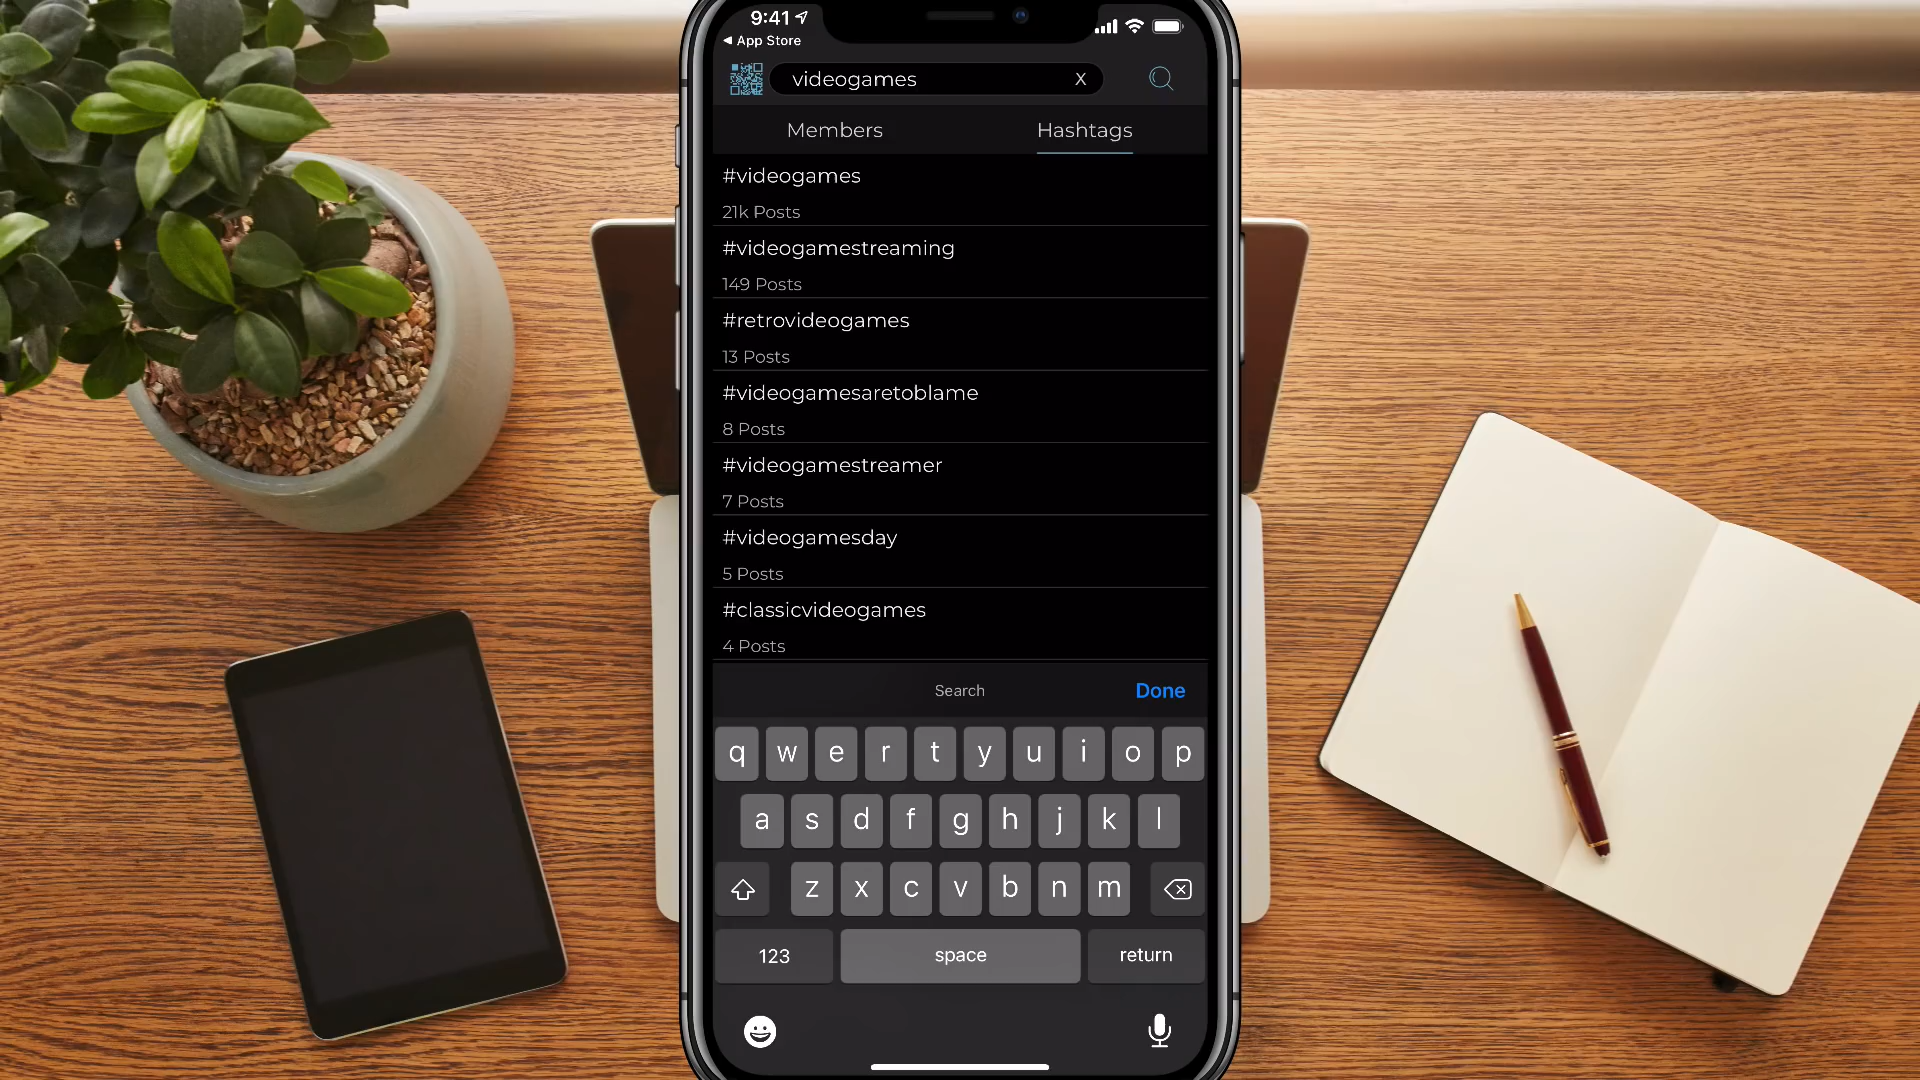 9:41
◄ App Store
videogames X
Members Hashtags
#videogames
21k Posts
#videogamestreaming
149 Posts
#retrovideogames
13 Posts
#videogamesaretoblame
8 Posts
#videogamestreamer
7 Posts
#videogamesday
5 Posts
#classicvideogames
4 Posts
Search Done
q w e r t y u i o p
a s d f g h j k l
z x c v b n m
123 space return